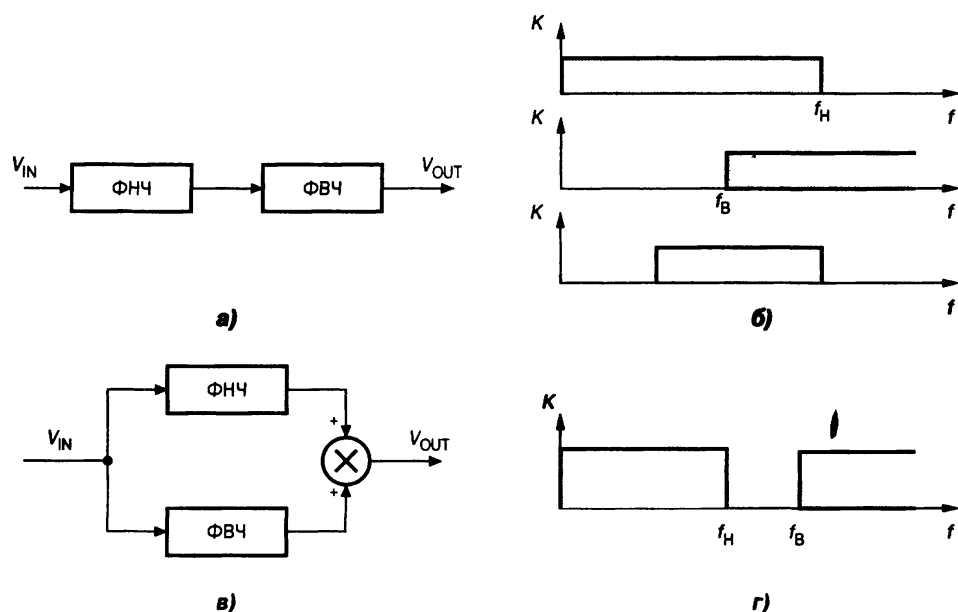 V_IN
ФНЧ
ФВЧ
V_OUT
а)
K
f_Н
f
K
f_В
f
K
f
б)
V_IN
ФНЧ
ФВЧ
+
+
V_OUT
в)
K
f_Н
f_В
f
г)